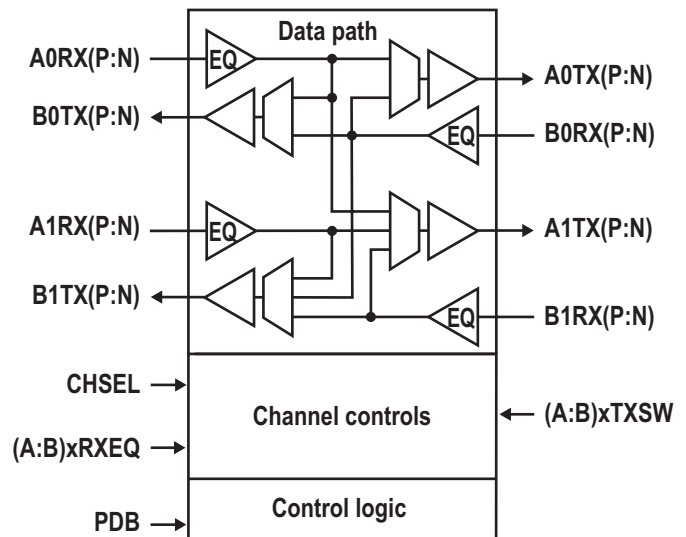 Data path
A0RX(P:N)
EQ
A0TX(P:N)
B0TX(P:N)
EQ
B0RX(P:N)
A1RX(P:N)
EQ
A1TX(P:N)
B1TX(P:N)
EQ
B1RX(P:N)
CHSEL
Channel controls
(A:B)xTXSW
(A:B)xRXEQ
Control logic
PDB